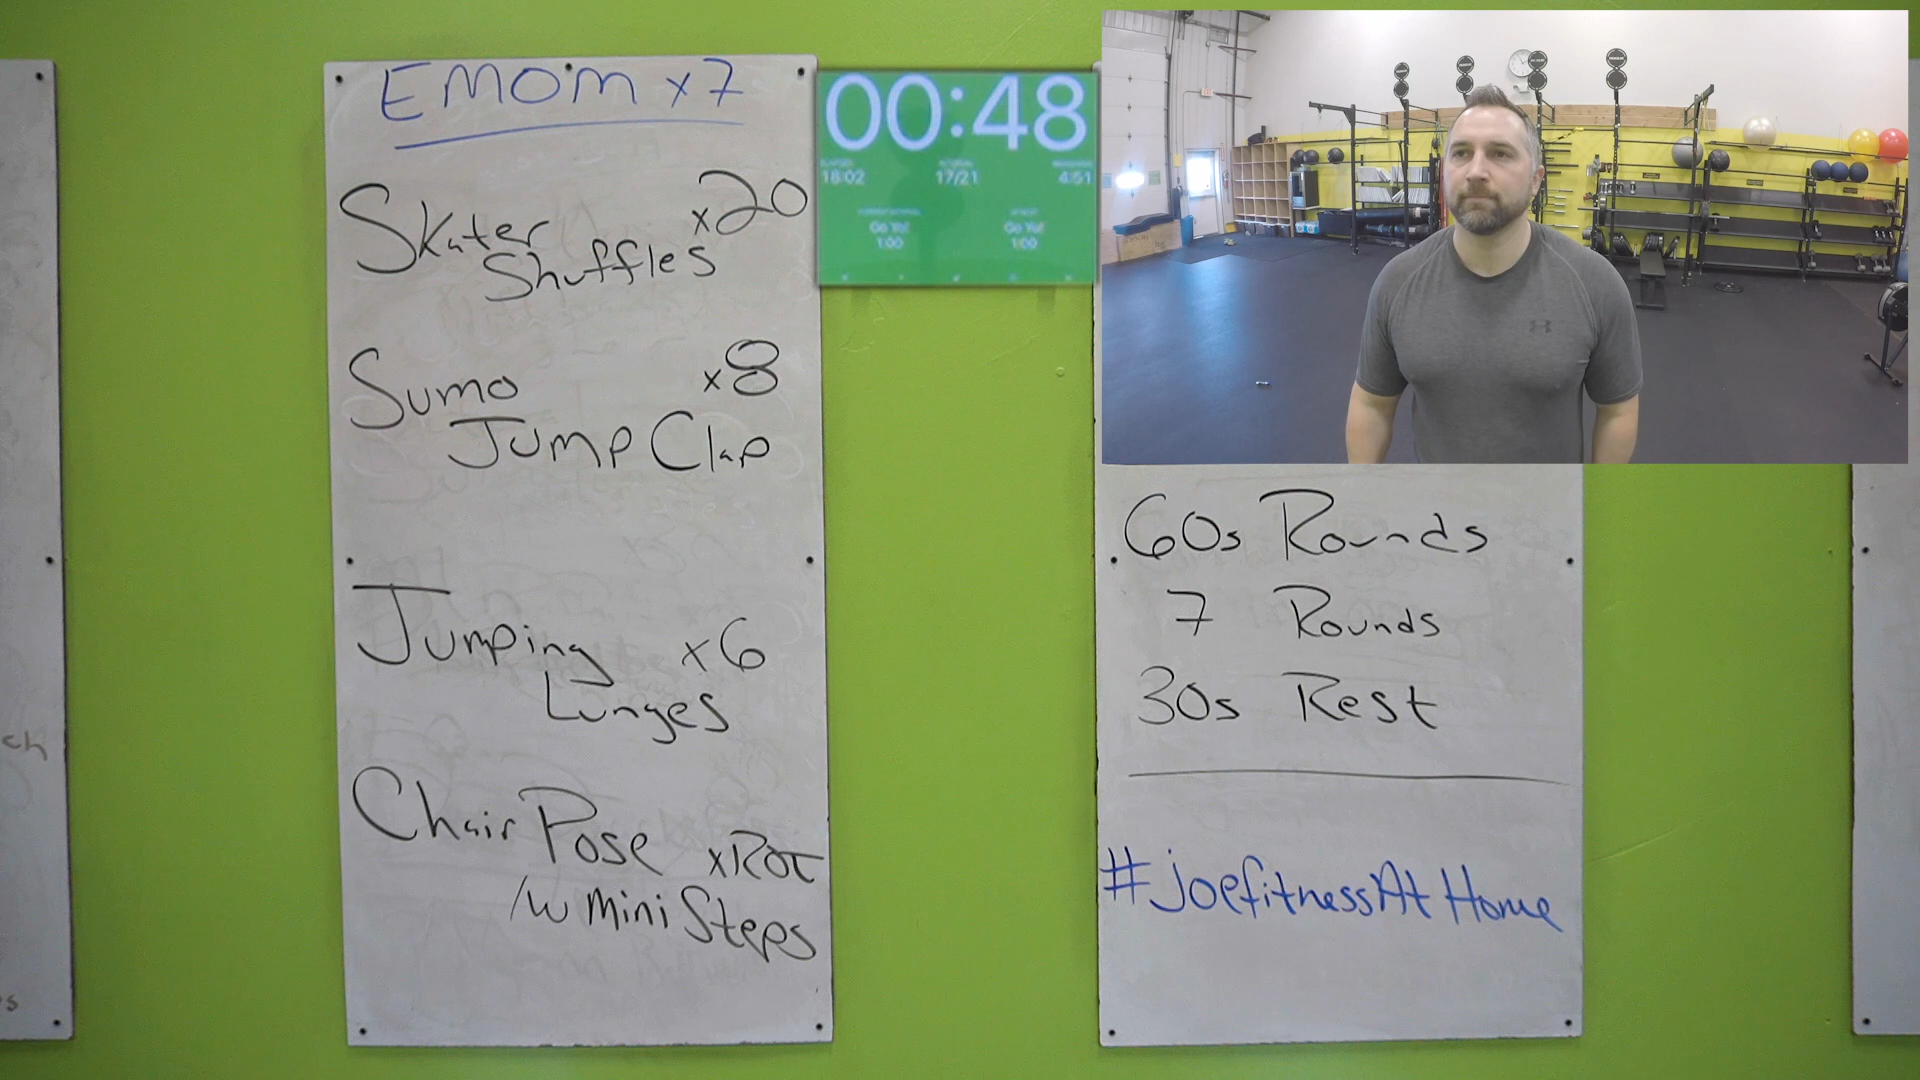 EMOM x7
Skater x20
Shuffles
Sumo x8
Jump Clap
Jumping x6
Lunges
Chair Pose xROT
/w Mini Steps
00:48
18:02 17/21 4:51
Go Yo! Go Yo!
1:00 1:00
60s Rounds
7 Rounds
30s Rest
#joefitnessAtHome
ch
s